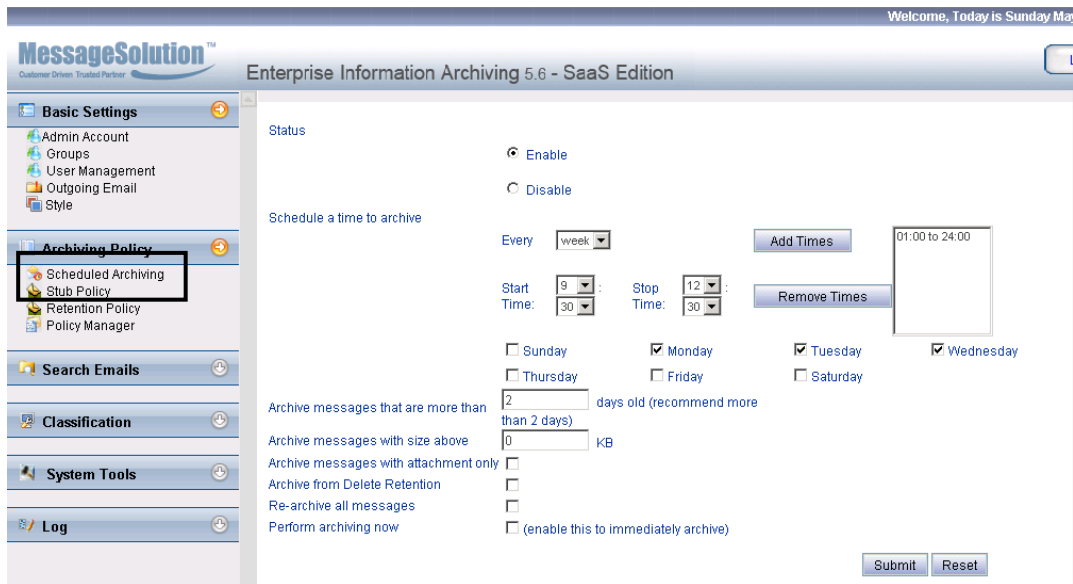 Welcome, Today is Sunday May
MessageSolution™
Customer Driven Trusted Partner
Enterprise Information Archiving 5.6 - SaaS Edition
L
Basic Settings
Admin Account
Groups
User Management
Outgoing Email
Style
Archiving Policy
Scheduled Archiving
Stub Policy
Retention Policy
Policy Manager
Search Emails
Classification
System Tools
Log
Status
Enable
Disable
Schedule a time to archive
Every week Add Times 01:00 to 24:00
Start Time: 9 : 30 Stop Time: 12 : 30 Remove Times
Sunday Monday Tuesday Wednesday
Thursday Friday Saturday
Archive messages that are more than 2 days old (recommend more
than 2 days)
Archive messages with size above 0 KB
Archive messages with attachment only
Archive from Delete Retention
Re-archive all messages
Perform archiving now (enable this to immediately archive)
Submit Reset